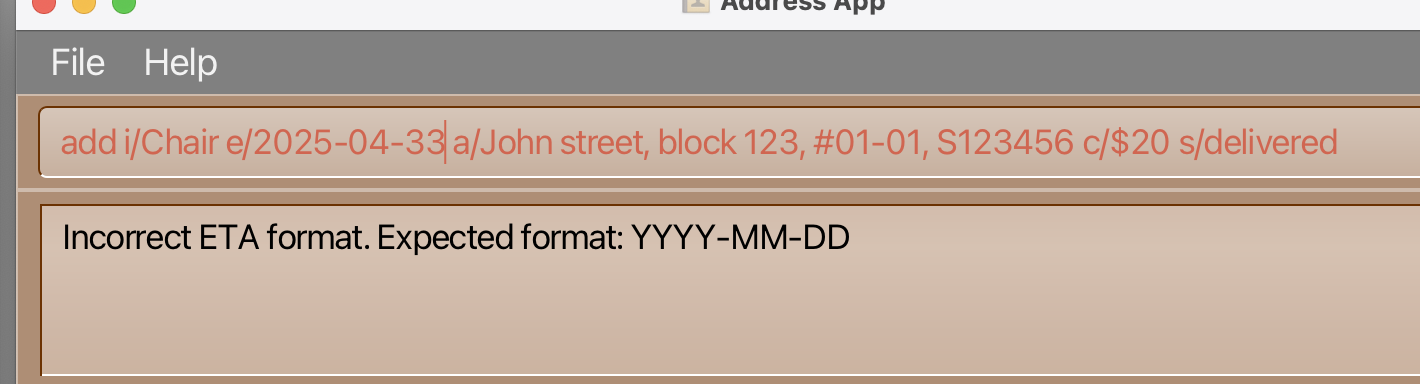 Address App
File Help
add i/Chair e/2025-04-33 a/John street, block 123, #01-01, S123456 c/$20 s/delivered
Incorrect ETA format. Expected format: YYYY-MM-DD